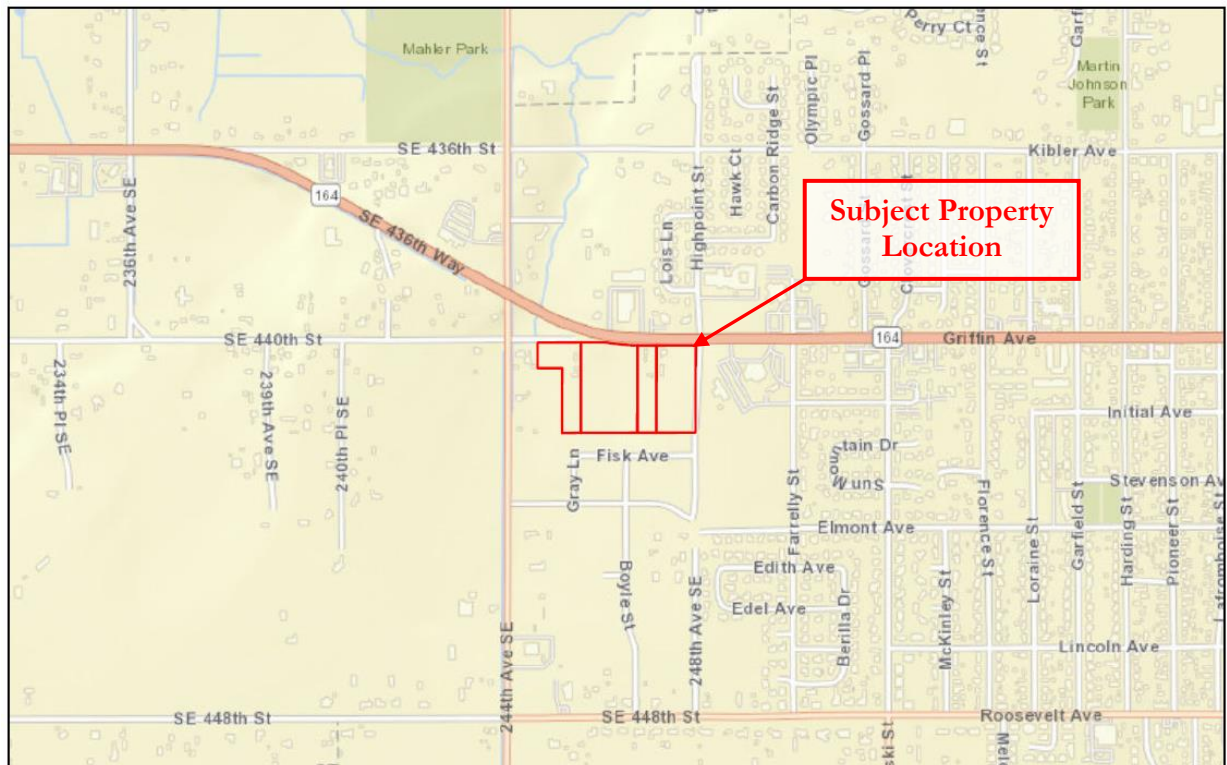 Perry Ct
Mahler Park
Carbon Ridge St
Olympic Pl
Gossard Pl
Martin
Johnson
Park
SE 436th St
Kibler Ave
164
SE 436th Way
236th Ave SE
Hawk Ct
Highpoint St
Lois Ln
Subject Property
Location
SE 440th St
164
Griffin Ave
234th Pl SE
239th Ave SE
240th Pl SE
Initial Ave
Fisk Ave
Gray Ln
Stevenson Av
Farrelly St
Florence St
Elmont Ave
Loraine St
Garfield St
Harding St
Pioneer St
Edith Ave
Boyle St
Edel Ave
Berilla Dr
McKinley St
Lincoln Ave
244th Ave SE
248th Ave SE
SE 448th St
SE 448th St
Roosevelt Ave